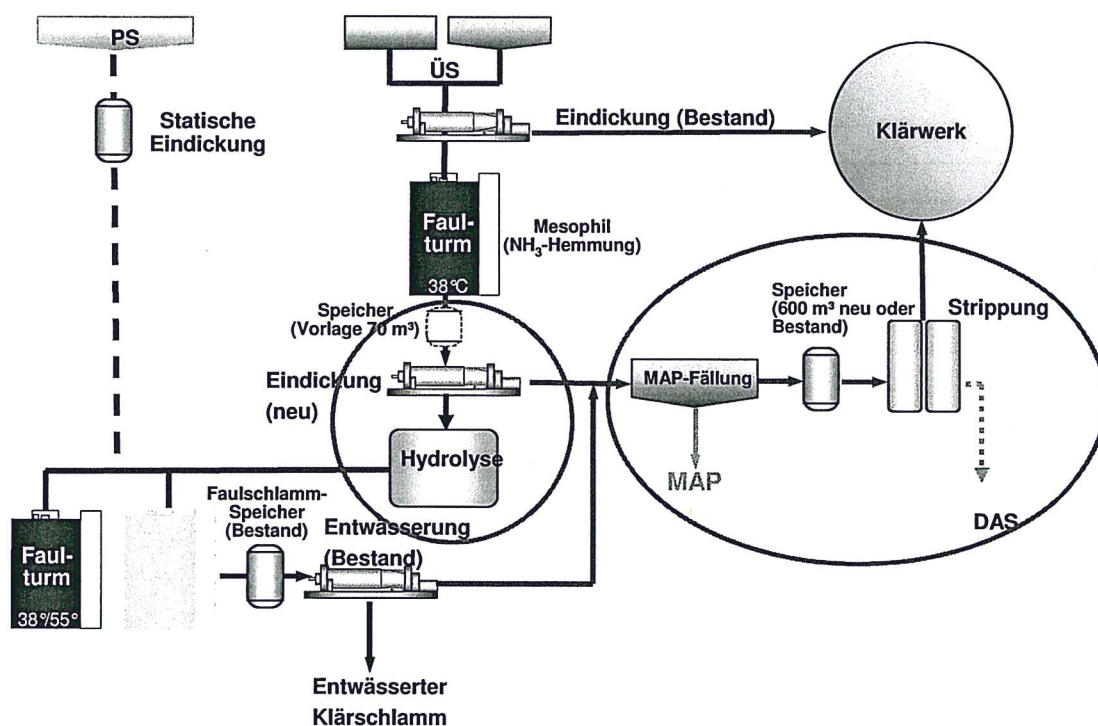 PS
ÜS
Statische
Eindickung
Eindickung (Bestand)
Klärwerk
Faul-
turm
38°C
Mesophil
(NH₃-Hemmung)
Speicher
(Vorlage 70 m³)
Eindickung
(neu)
Hydrolyse
MAP-Fällung
MAP
Speicher
(600 m³ neu oder
Bestand)
Strippung
DAS
Faulschlamm-
Speicher
(Bestand)
Entwässerung
(Bestand)
Faul-
turm
38°/55°
Entwässerter
Klärschlamm